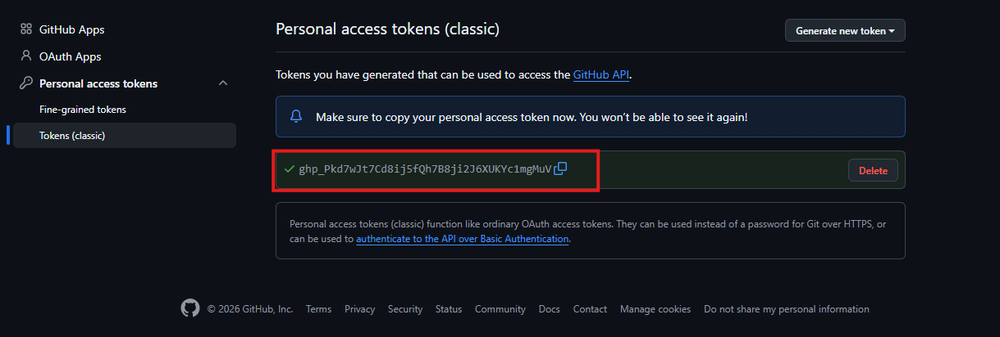 GitHub Apps
OAuth Apps
Personal access tokens
Fine-grained tokens
Tokens (classic)
Personal access tokens (classic)
Generate new token
Tokens you have generated that can be used to access the GitHub API.
Make sure to copy your personal access token now. You won't be able to see it again!
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
Delete
Personal access tokens (classic) function like ordinary OAuth access tokens. They can be used instead of a password for Git over HTTPS, or
can be used to authenticate to the API over Basic Authentication.
© 2026 GitHub, Inc. Terms Privacy Security Status Community Docs Contact Manage cookies Do not share my personal information